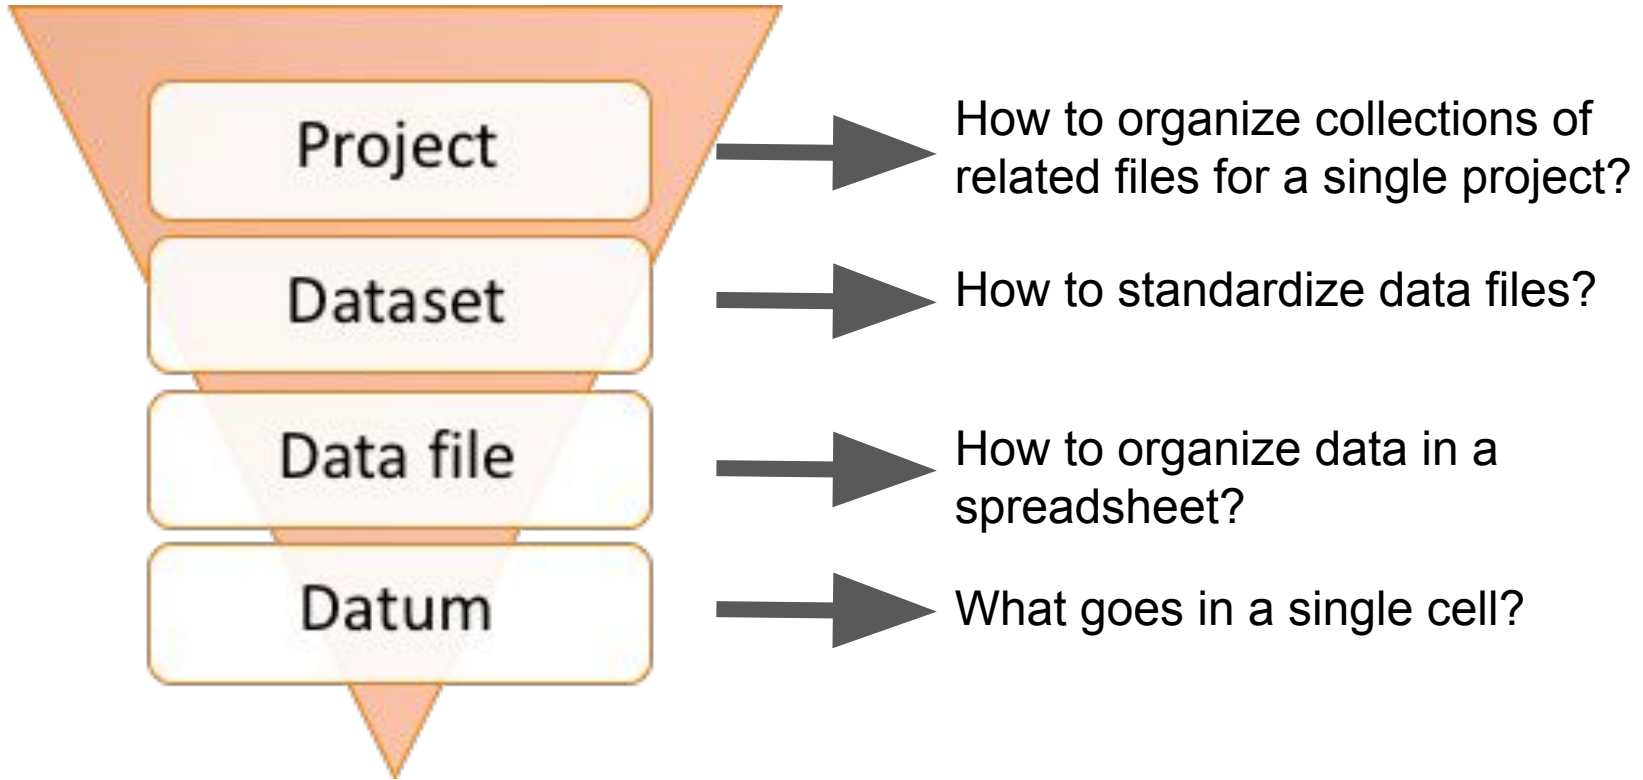 Project
How to organize collections of
related files for a single project?
Dataset
How to standardize data files?
Data file
How to organize data in a
spreadsheet?
Datum
What goes in a single cell?